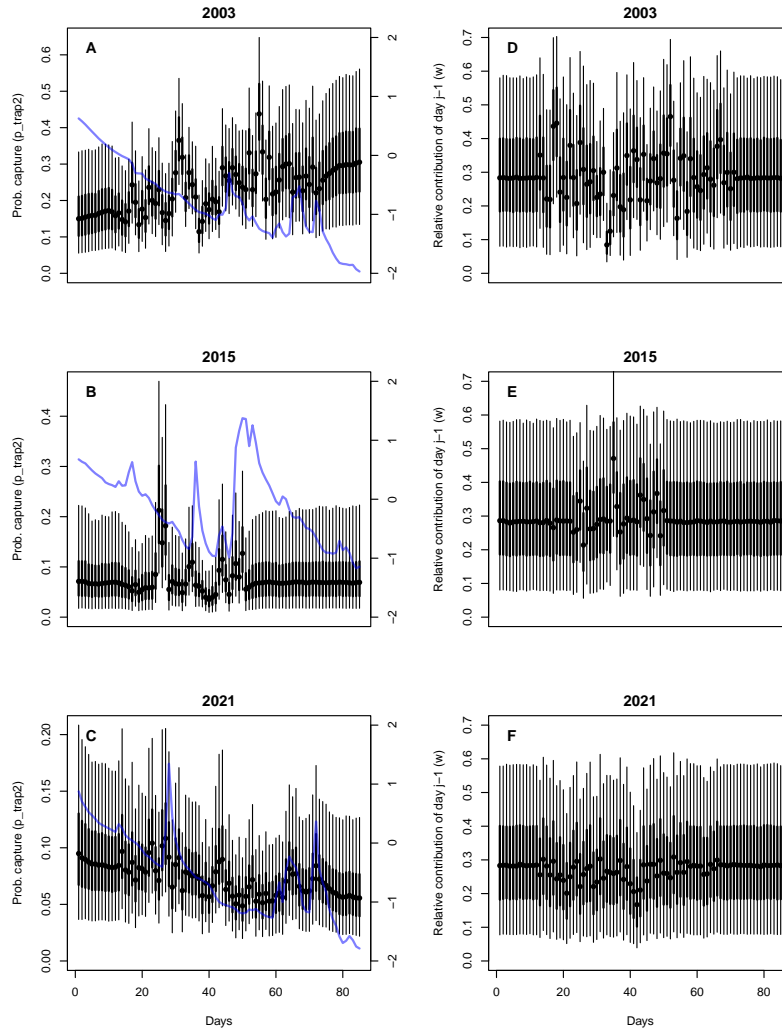 2003
A
Prob. capture (p_trap2)
0.0 0.1 0.2 0.3 0.4 0.5 0.6
−2 −1 0 1 2
2003
D
Relative contribution of day j−1 (w)
0.0 0.1 0.2 0.3 0.4 0.5 0.6 0.7
2015
B
Prob. capture (p_trap2)
0.0 0.1 0.2 0.3 0.4
−2 −1 0 1 2
2015
E
Relative contribution of day j−1 (w)
0.0 0.1 0.2 0.3 0.4 0.5 0.6 0.7
2021
C
Prob. capture (p_trap2)
0.00 0.05 0.10 0.15 0.20
−2 −1 0 1 2
0 20 40 60 80
Days
2021
F
Relative contribution of day j−1 (w)
0.0 0.1 0.2 0.3 0.4 0.5 0.6 0.7
0 20 40 60 80
Days